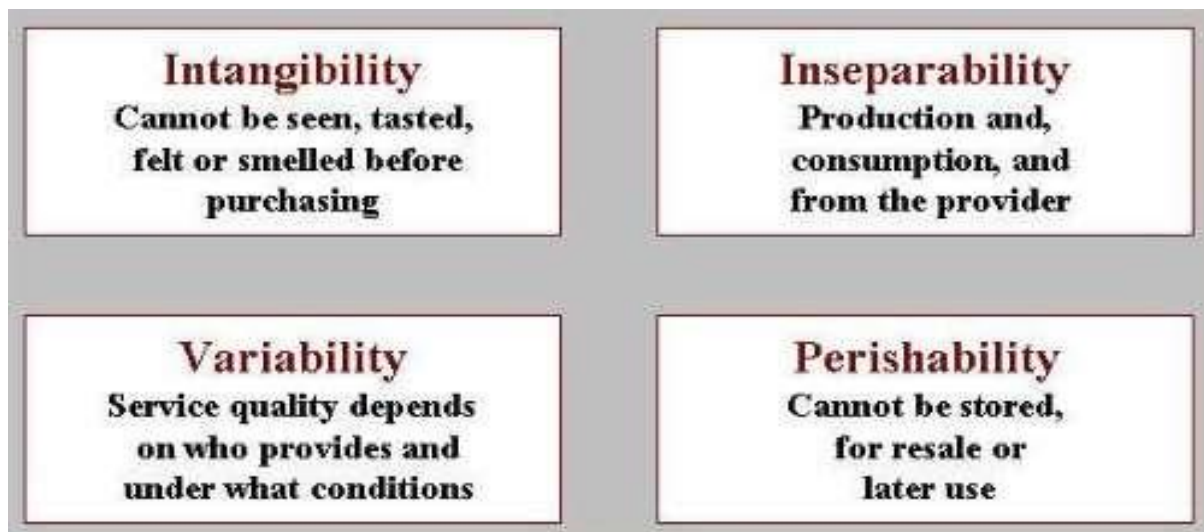 Intangibility
Cannot be seen, tasted,
felt or smelled before
purchasing
Inseparability
Production and,
consumption, and
from the provider
Variability
Service quality depends
on who provides and
under what conditions
Perishability
Cannot be stored,
for resale or
later use